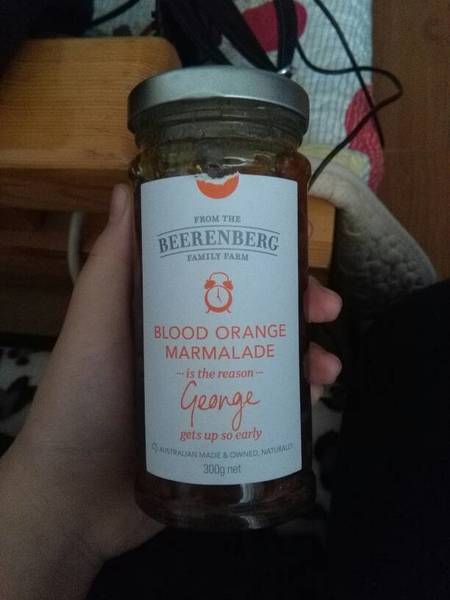 FROM THE
BEERENBERG
FAMILY FARM
BLOOD ORANGE
MARMALADE
– is the reason –
George
gets up so early
AUSTRALIAN MADE & OWNED, NATURALLY
300g net